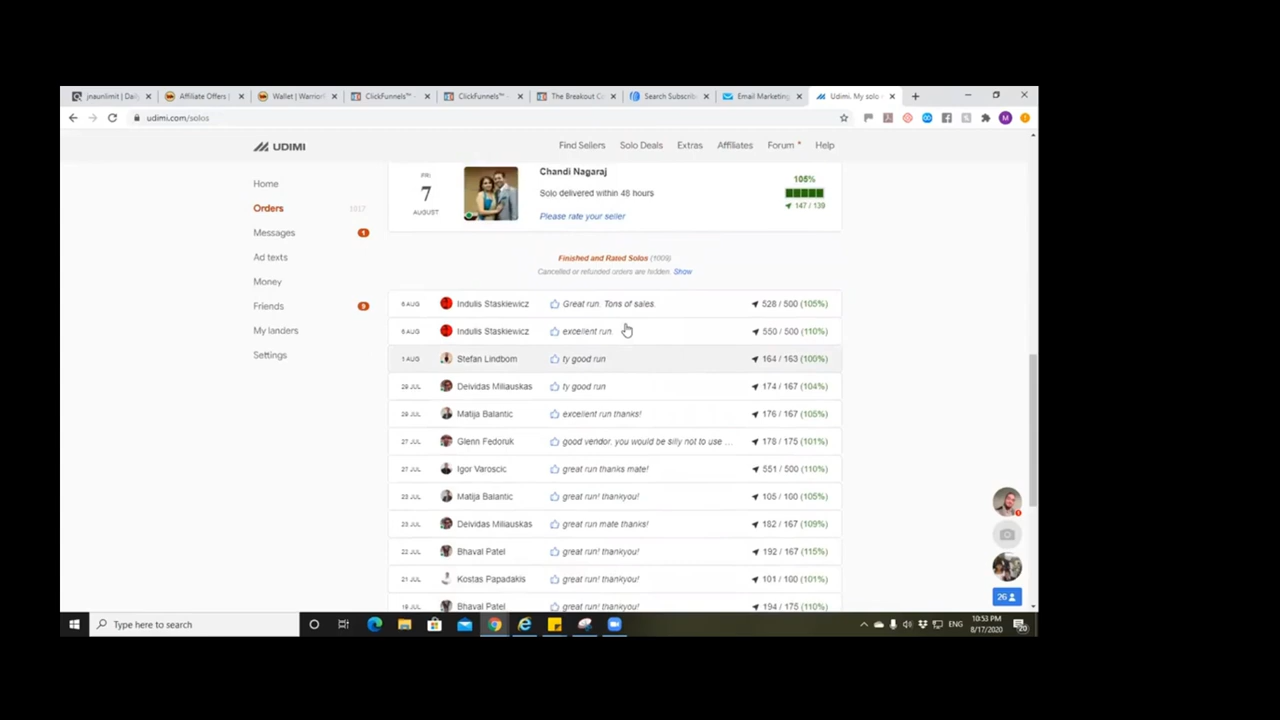 jnaunlimit | Dail
Affiliate Offers |
Wallet | Warrior
ClickFunnels™ -
ClickFunnels™ -
The Breakout Co
Search Subscrib
Email Marketing
Udimi. My solo
udimi.com/solos
UDIMI
Find Sellers Solo Deals Extras Affiliates Forum Help
Home
Orders 1017
Messages 1
Ad texts
Money
Friends 9
My landers
Settings
FRI
7
AUGUST
Chandi Nagaraj
Solo delivered within 48 hours
Please rate your seller
105%
147 / 139
Finished and Rated Solos (100%)
Cancelled or refunded orders are hidden. Show
6 AUG Indulis Staskiewicz Great run. Tons of sales. 528 / 500 (105%)
6 AUG Indulis Staskiewicz excellent run. 550 / 500 (110%)
1 AUG Stefan Lindbom ty good run 164 / 163 (100%)
29 JUL Deividas Miliauskas ty good run 174 / 167 (104%)
28 JUL Matija Balantic excellent run thanks! 176 / 167 (105%)
27 JUL Glenn Fedoruk good vendor. you would be silly not to use ... 178 / 175 (101%)
27 JUL Igor Varoscic great run thanks mate! 551 / 500 (110%)
23 JUL Matija Balantic great run! thankyou! 105 / 100 (105%)
23 JUL Deividas Miliauskas great run mate thanks! 182 / 167 (109%)
22 JUL Bhaval Patel great run! thankyou! 192 / 167 (115%)
21 JUL Kostas Papadakis great run! thankyou! 101 / 100 (101%)
Bhaval Patel great run! thankyou! 194 / 175 (110%)
26
Type here to search
ENG
10:53 PM
8/17/2020
20